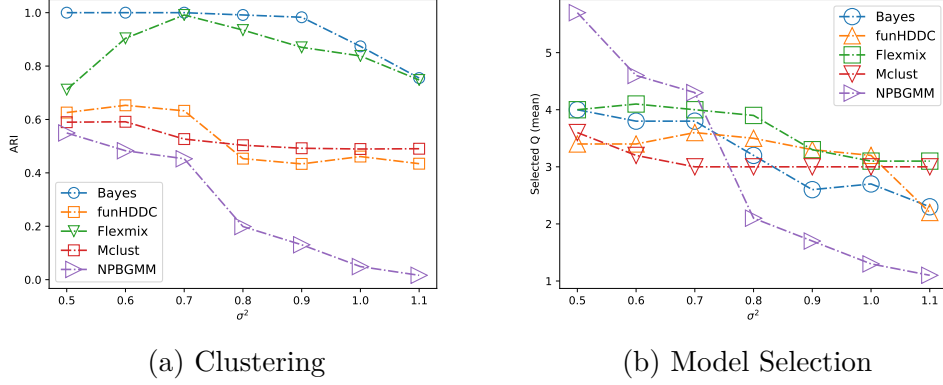 1.0
0.8
0.6
0.4
0.2
0.0
ARI
Bayes
funHDDC
Flexmix
Mclust
NPBGMM
0.5 0.6 0.7 0.8 0.9 1.0 1.1
σ²
(a) Clustering
5
4
3
2
1
Selected Q (mean)
Bayes
funHDDC
Flexmix
Mclust
NPBGMM
0.5 0.6 0.7 0.8 0.9 1.0 1.1
σ²
(b) Model Selection